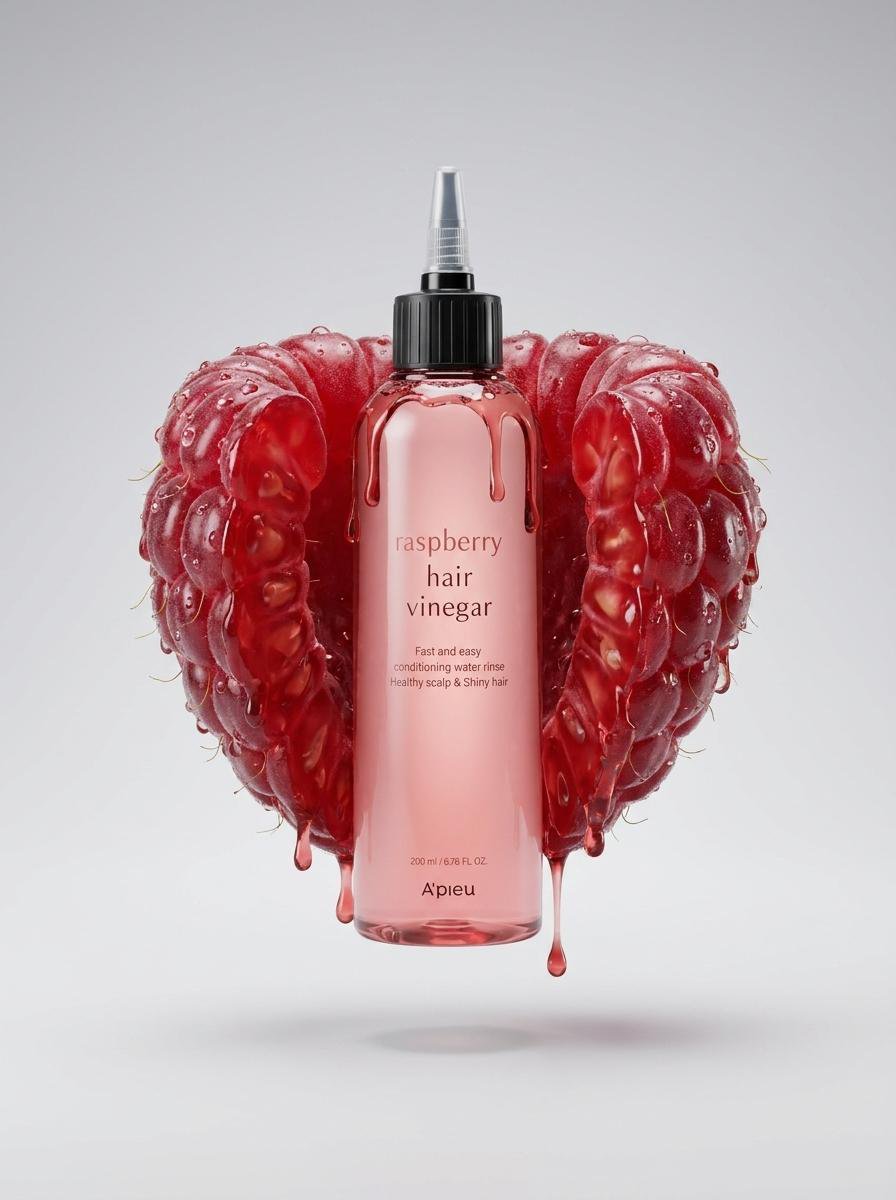 raspberry
hair
vinegar
Fast and easy
conditioning water rinse
Healthy scalp & Shiny hair
200 ml / 6.76 FL OZ.
A'pieu